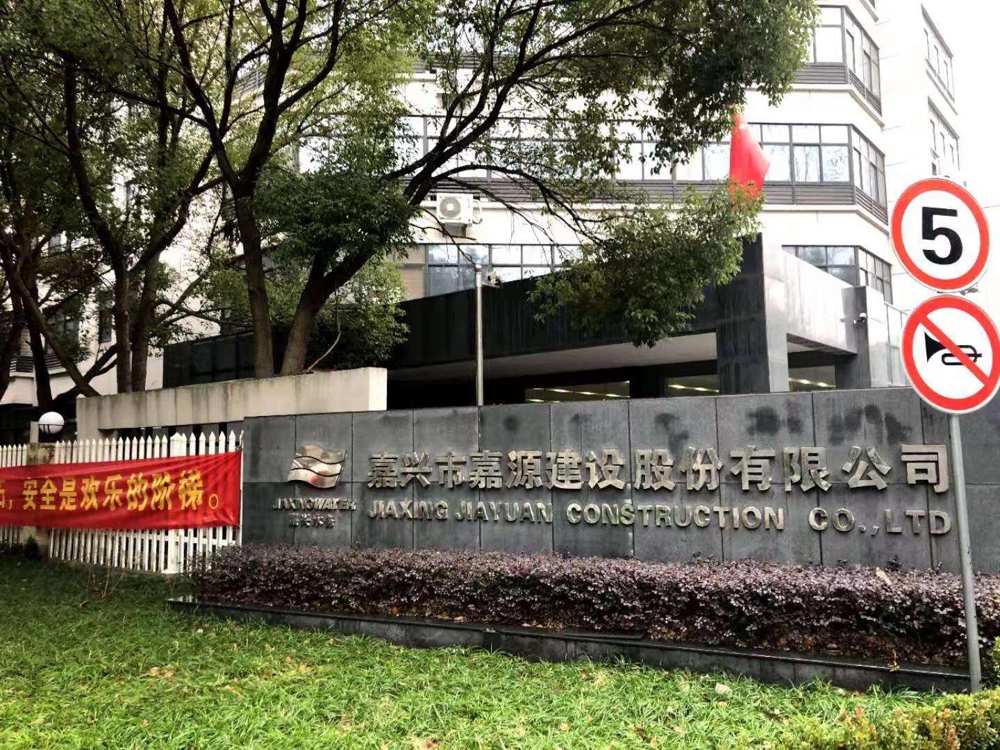 5
嘉兴市嘉源建设股份有限公司
JIAXING JIAYUAN CONSTRUCTION CO.,LTD
JIAXINGWATER
嘉兴水务
，安全是欢乐的阶梯。